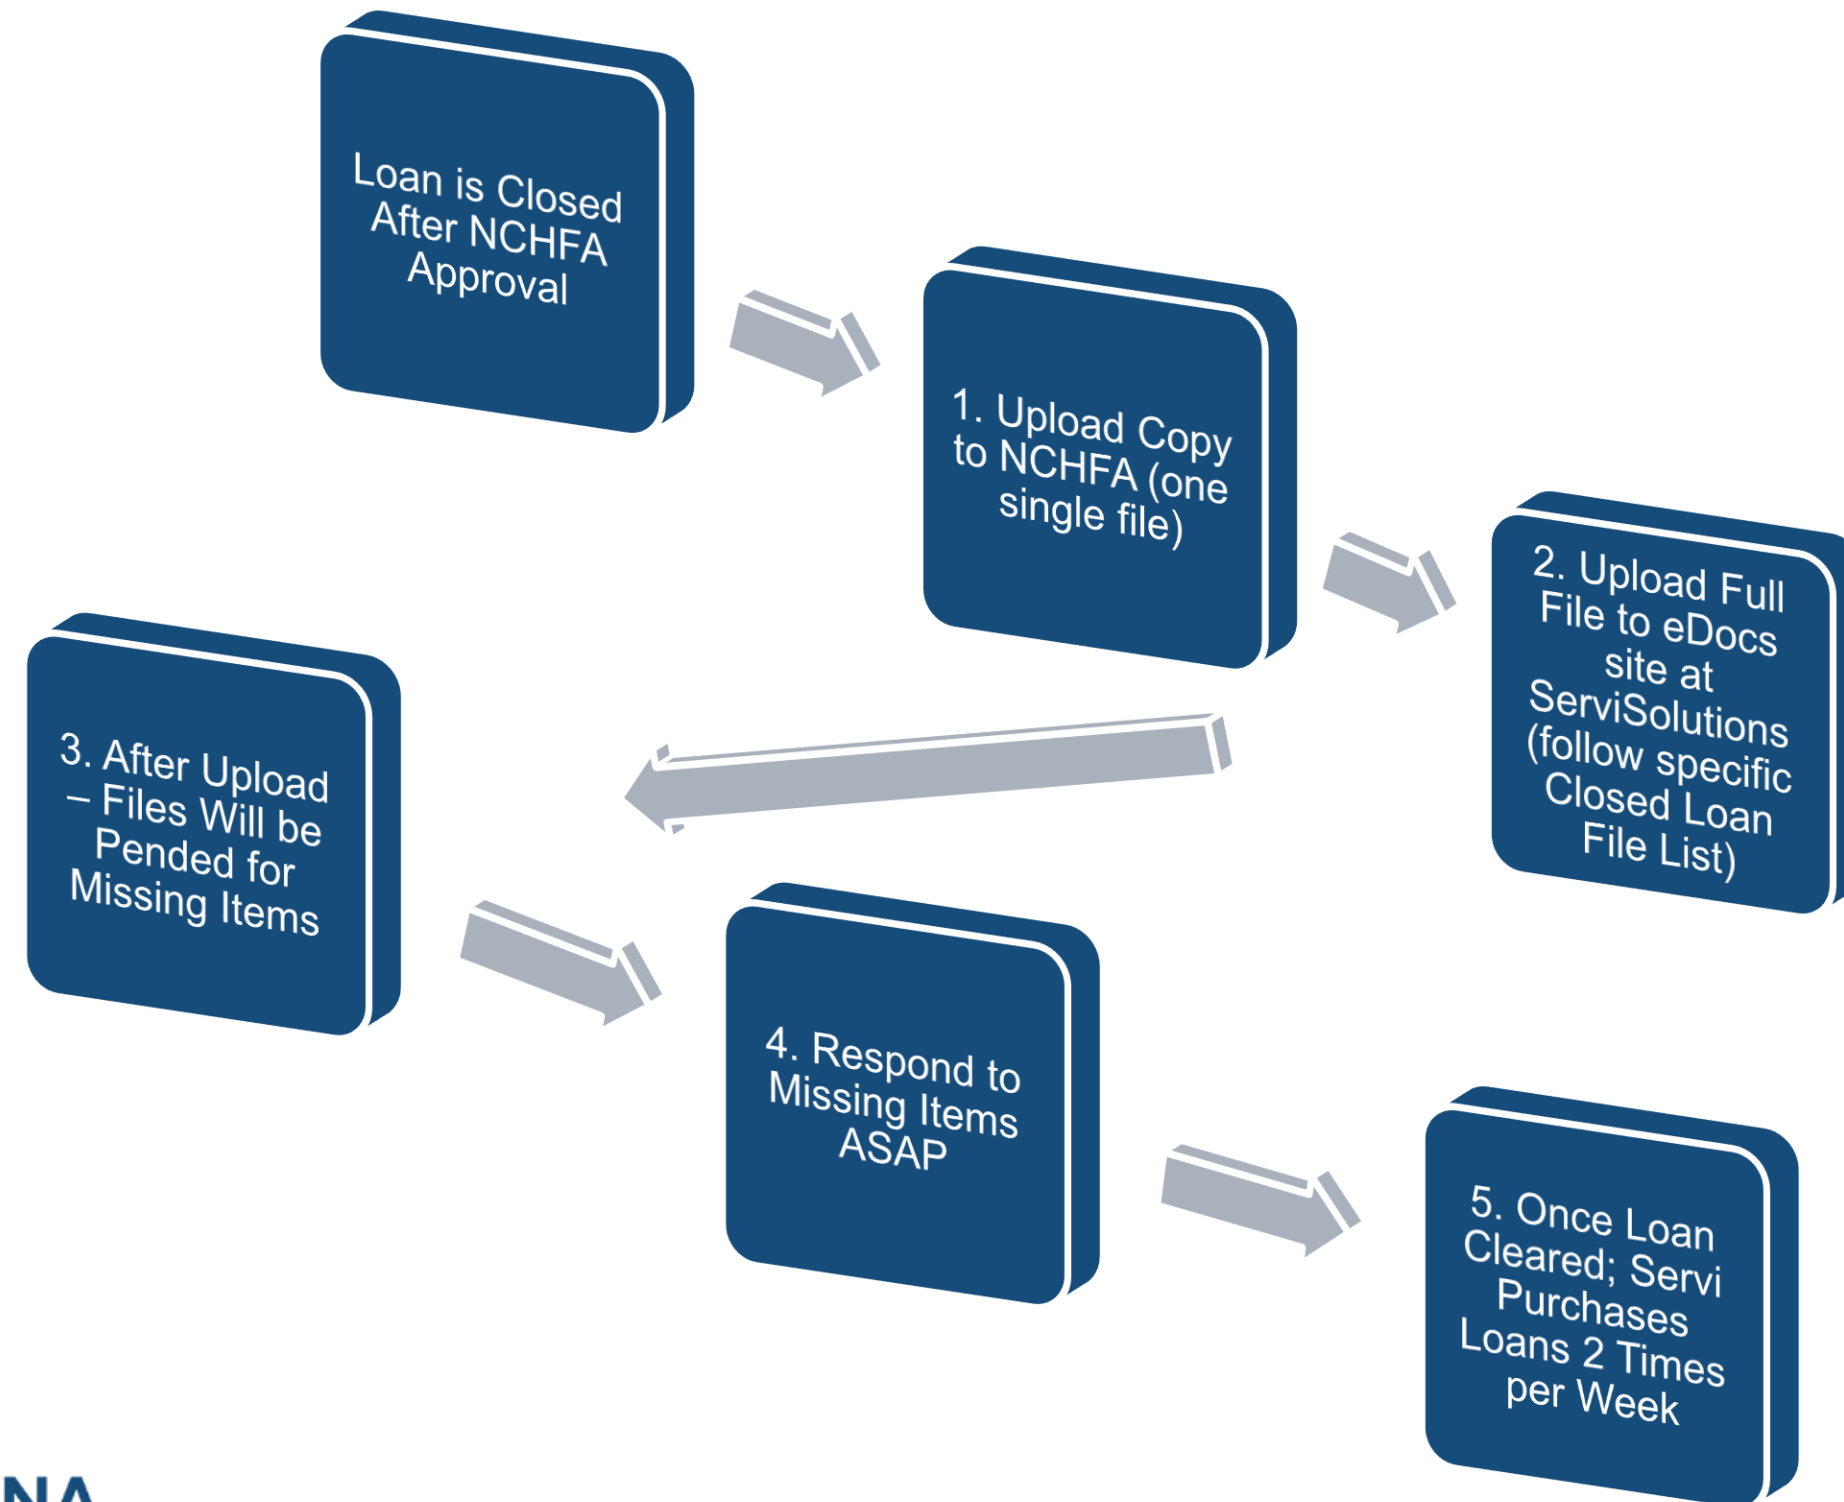 Loan is Closed
After NCHFA
Approval
1. Upload Copy
to NCHFA (one
single file)
2. Upload Full
File to eDocs
site at
ServiSolutions
(follow specific
Closed Loan
File List)
3. After Upload
– Files Will be
Pended for
Missing Items
4. Respond to
Missing Items
ASAP
5. Once Loan
Cleared; Servi
Purchases
Loans 2 Times
per Week